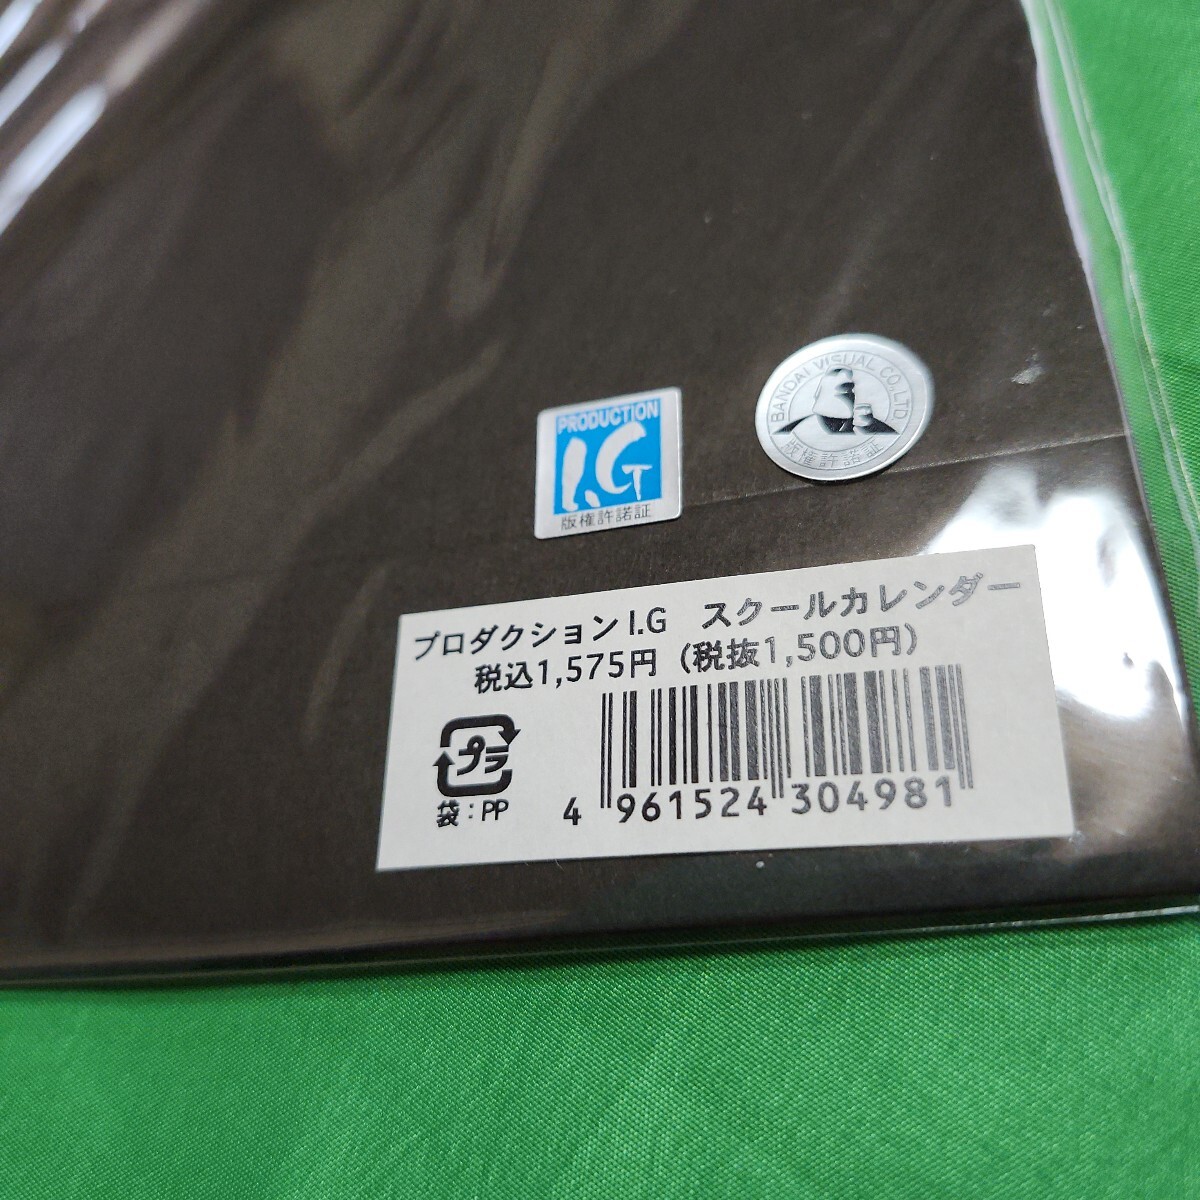 PRODUCTION
I.G
版権許諾証
BANDAI VISUAL CO.,LTD
版権許諾証
プロダクションI.G　スクールカレンダー
税込1,575円（税抜1,500円）
プラ
袋：PP
4 961524 304981